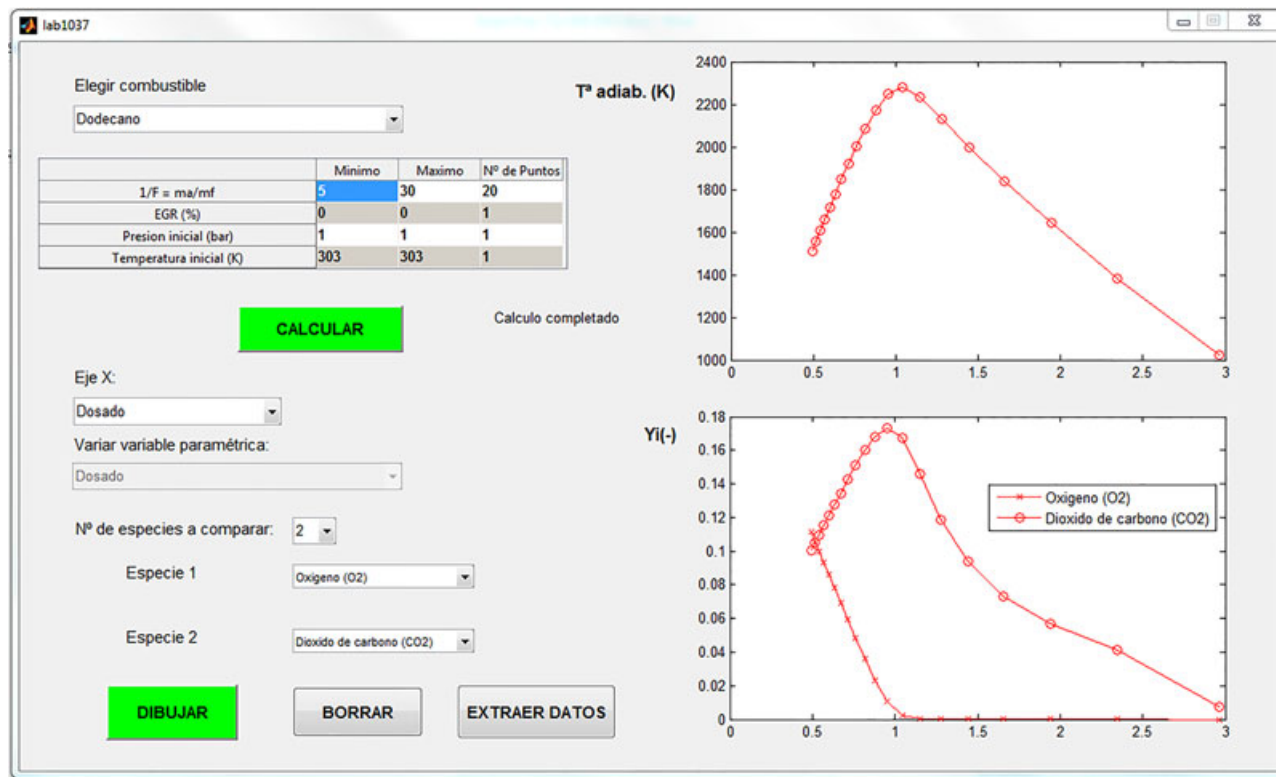 lab1037
Elegir combustible
Dodecano
Minimo Maximo Nº de Puntos
1/F = ma/mf 5 30 20
EGR (%) 0 0 1
Presion inicial (bar) 1 1 1
Temperatura inicial (K) 303 303 1
CALCULAR
Calculo completado
Eje X:
Dosado
Variar variable paramétrica:
Dosado
Nº de especies a comparar: 2
Especie 1 Oxigeno (O2)
Especie 2 Dioxido de carbono (CO2)
DIBUJAR BORRAR EXTRAER DATOS
Tª adiab. (K)
2400
2200
2000
1800
1600
1400
1200
1000
0 0.5 1 1.5 2 2.5 3
Yi(-)
0.18
0.16
0.14
0.12
0.1
0.08
0.06
0.04
0.02
0
0 0.5 1 1.5 2 2.5 3
Oxigeno (O2)
Dioxido de carbono (CO2)